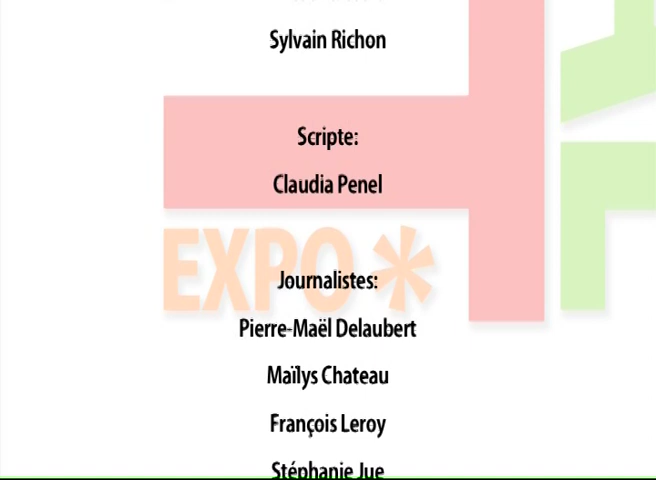 Sylvain Richon
Scripte:
Claudia Penel
EXPO*
Journalistes:
Pierre-Maël Delaubert
Maïlys Chateau
François Leroy
Stéphanie Jue